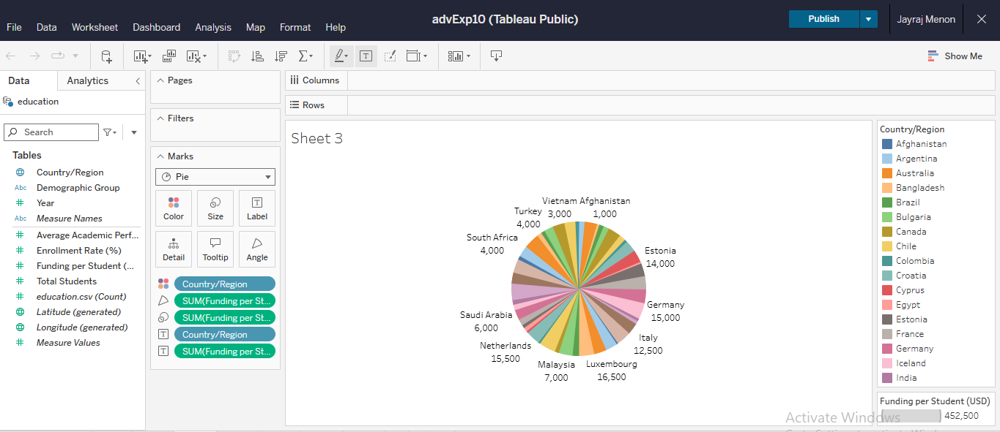 advExp10 (Tableau Public)
Publish
Jayraj Menon
File Data Worksheet Dashboard Analysis Map Format Help
Show Me
Data Analytics
education
Search
Tables
Country/Region
Abc Demographic Group
Year
Abc Measure Names
Average Academic Perf...
Enrollment Rate (%)
Funding per Student (...
Total Students
education.csv (Count)
Latitude (generated)
Longitude (generated)
Measure Values
Pages
Filters
Marks
Pie
Color Size Label
Detail Tooltip Angle
Country/Region
SUM(Funding per St...
SUM(Funding per St...
Country/Region
SUM(Funding per St...
Columns
Rows
Sheet 3
Vietnam Afghanistan
3,000 1,000
Turkey
4,000
South Africa
4,000
Estonia
14,000
Germany
15,000
Saudi Arabia
6,000
Italy
12,500
Netherlands
15,500
Malaysia
7,000
Luxembourg
16,500
Country/Region
Afghanistan
Argentina
Australia
Bangladesh
Brazil
Bulgaria
Canada
Chile
Colombia
Croatia
Cyprus
Egypt
Estonia
France
Germany
Iceland
India
Funding per Student (USD)
452,500
Activate Windows